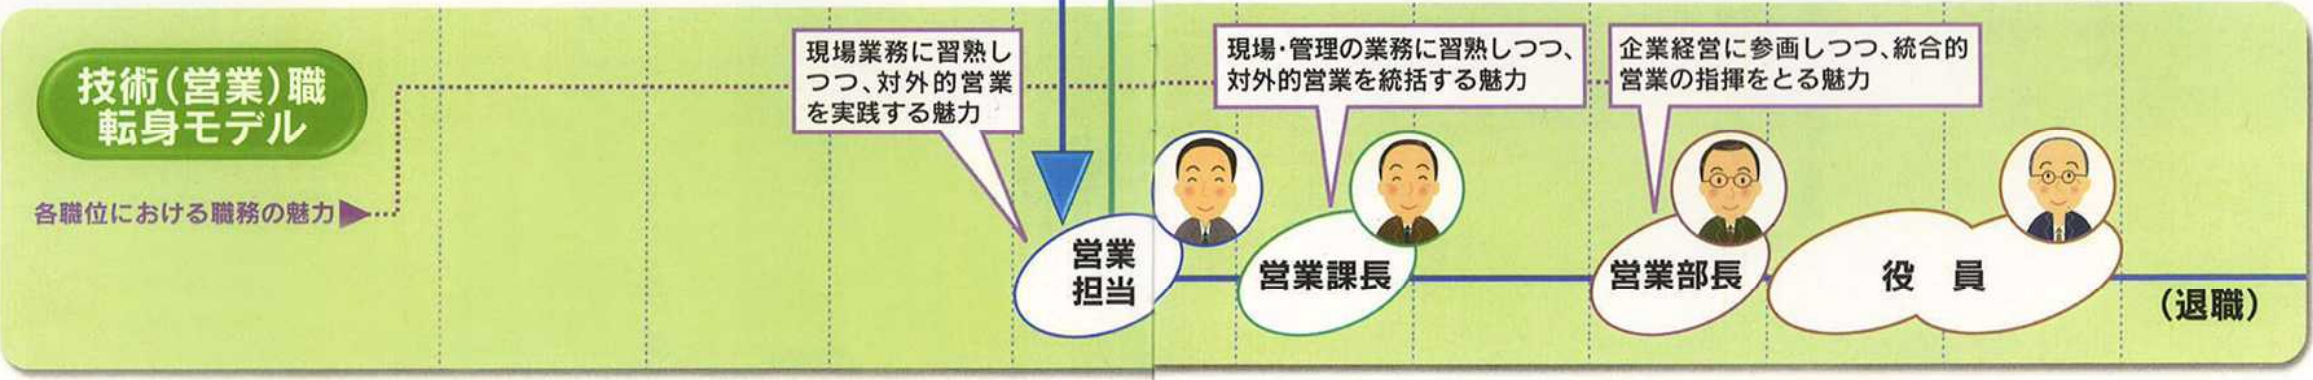 技術(営業)職
転身モデル
各職位における職務の魅力
現場業務に習熟し
つつ、対外的営業
を実践する魅力
現場・管理の業務に習熟しつつ、
対外的営業を統括する魅力
企業経営に参画しつつ、統合的
営業の指揮をとる魅力
営業
担当
営業課長
営業部長
役　員
(退職)